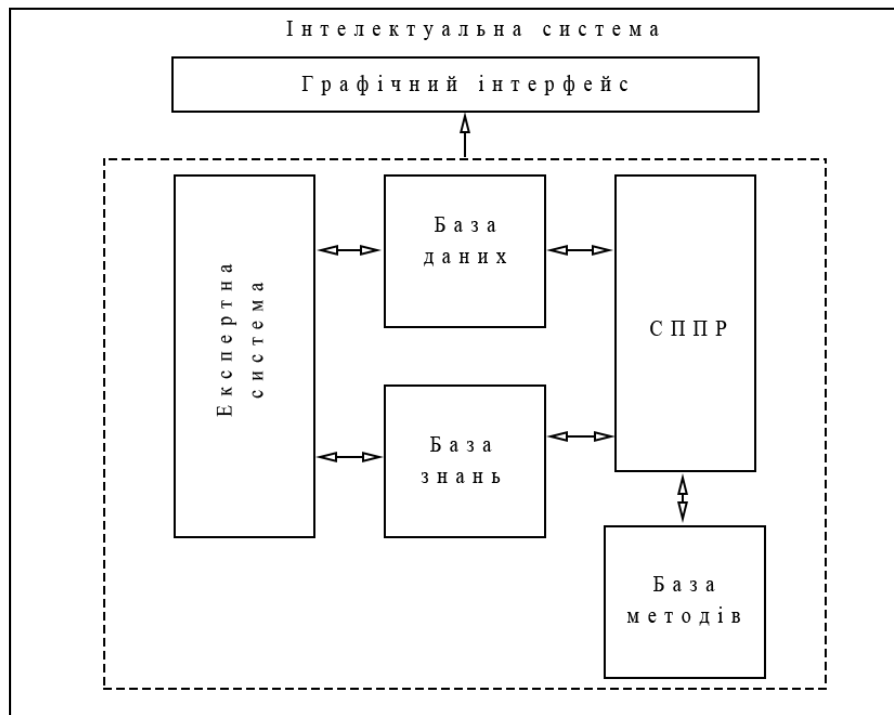 Інтелектуальна система
Графічний інтерфейс
Експертна
система
База
даних
СППР
База
знань
База
методів